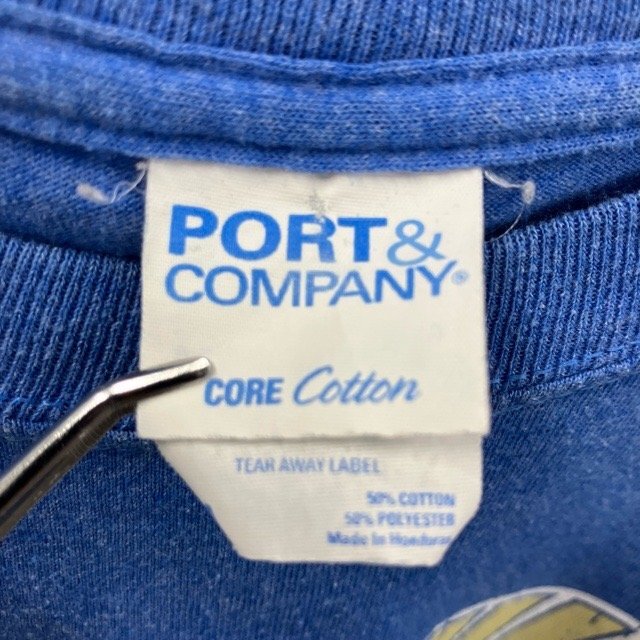 PORT&
COMPANY®
CORE Cotton
TEAR AWAY LABEL
50% COTTON
50% POLYESTER
Made in Honduras